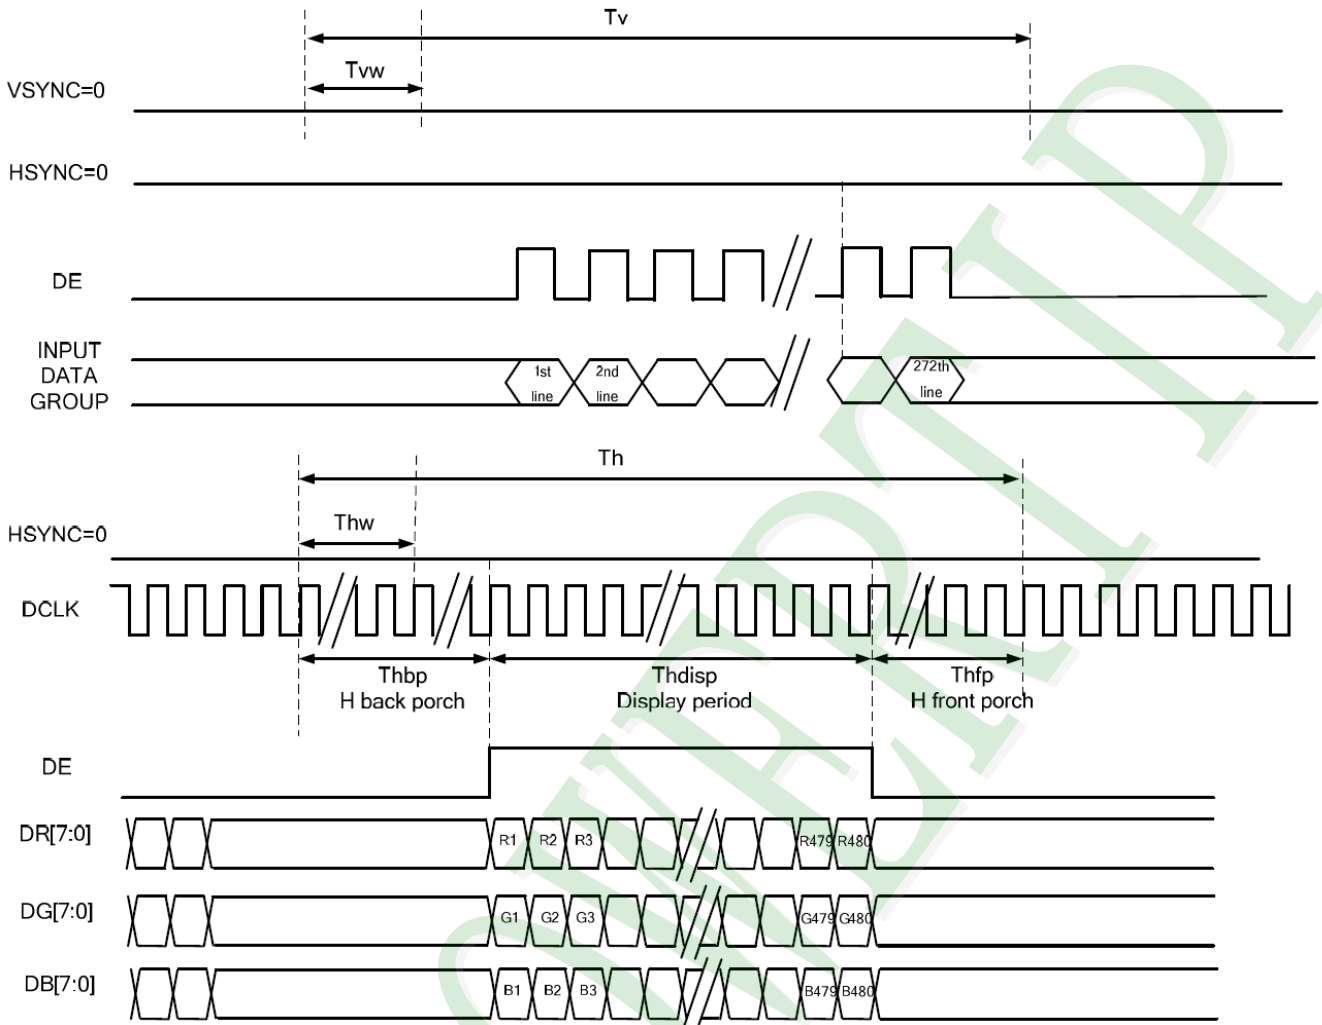 Tv
Tvw
VSYNC=0
HSYNC=0
DE
INPUT
DATA
GROUP
1st
line
2nd
line
272th
line
Th
HSYNC=0
Thw
DCLK
Thbp
H back porch
Thdisp
Display period
Thfp
H front porch
DE
DR[7:0]
R1 R2 R3 R479 R480
DG[7:0]
G1 G2 G3 G479 G480
DB[7:0]
B1 B2 B3 B479 B480
OWERTIP